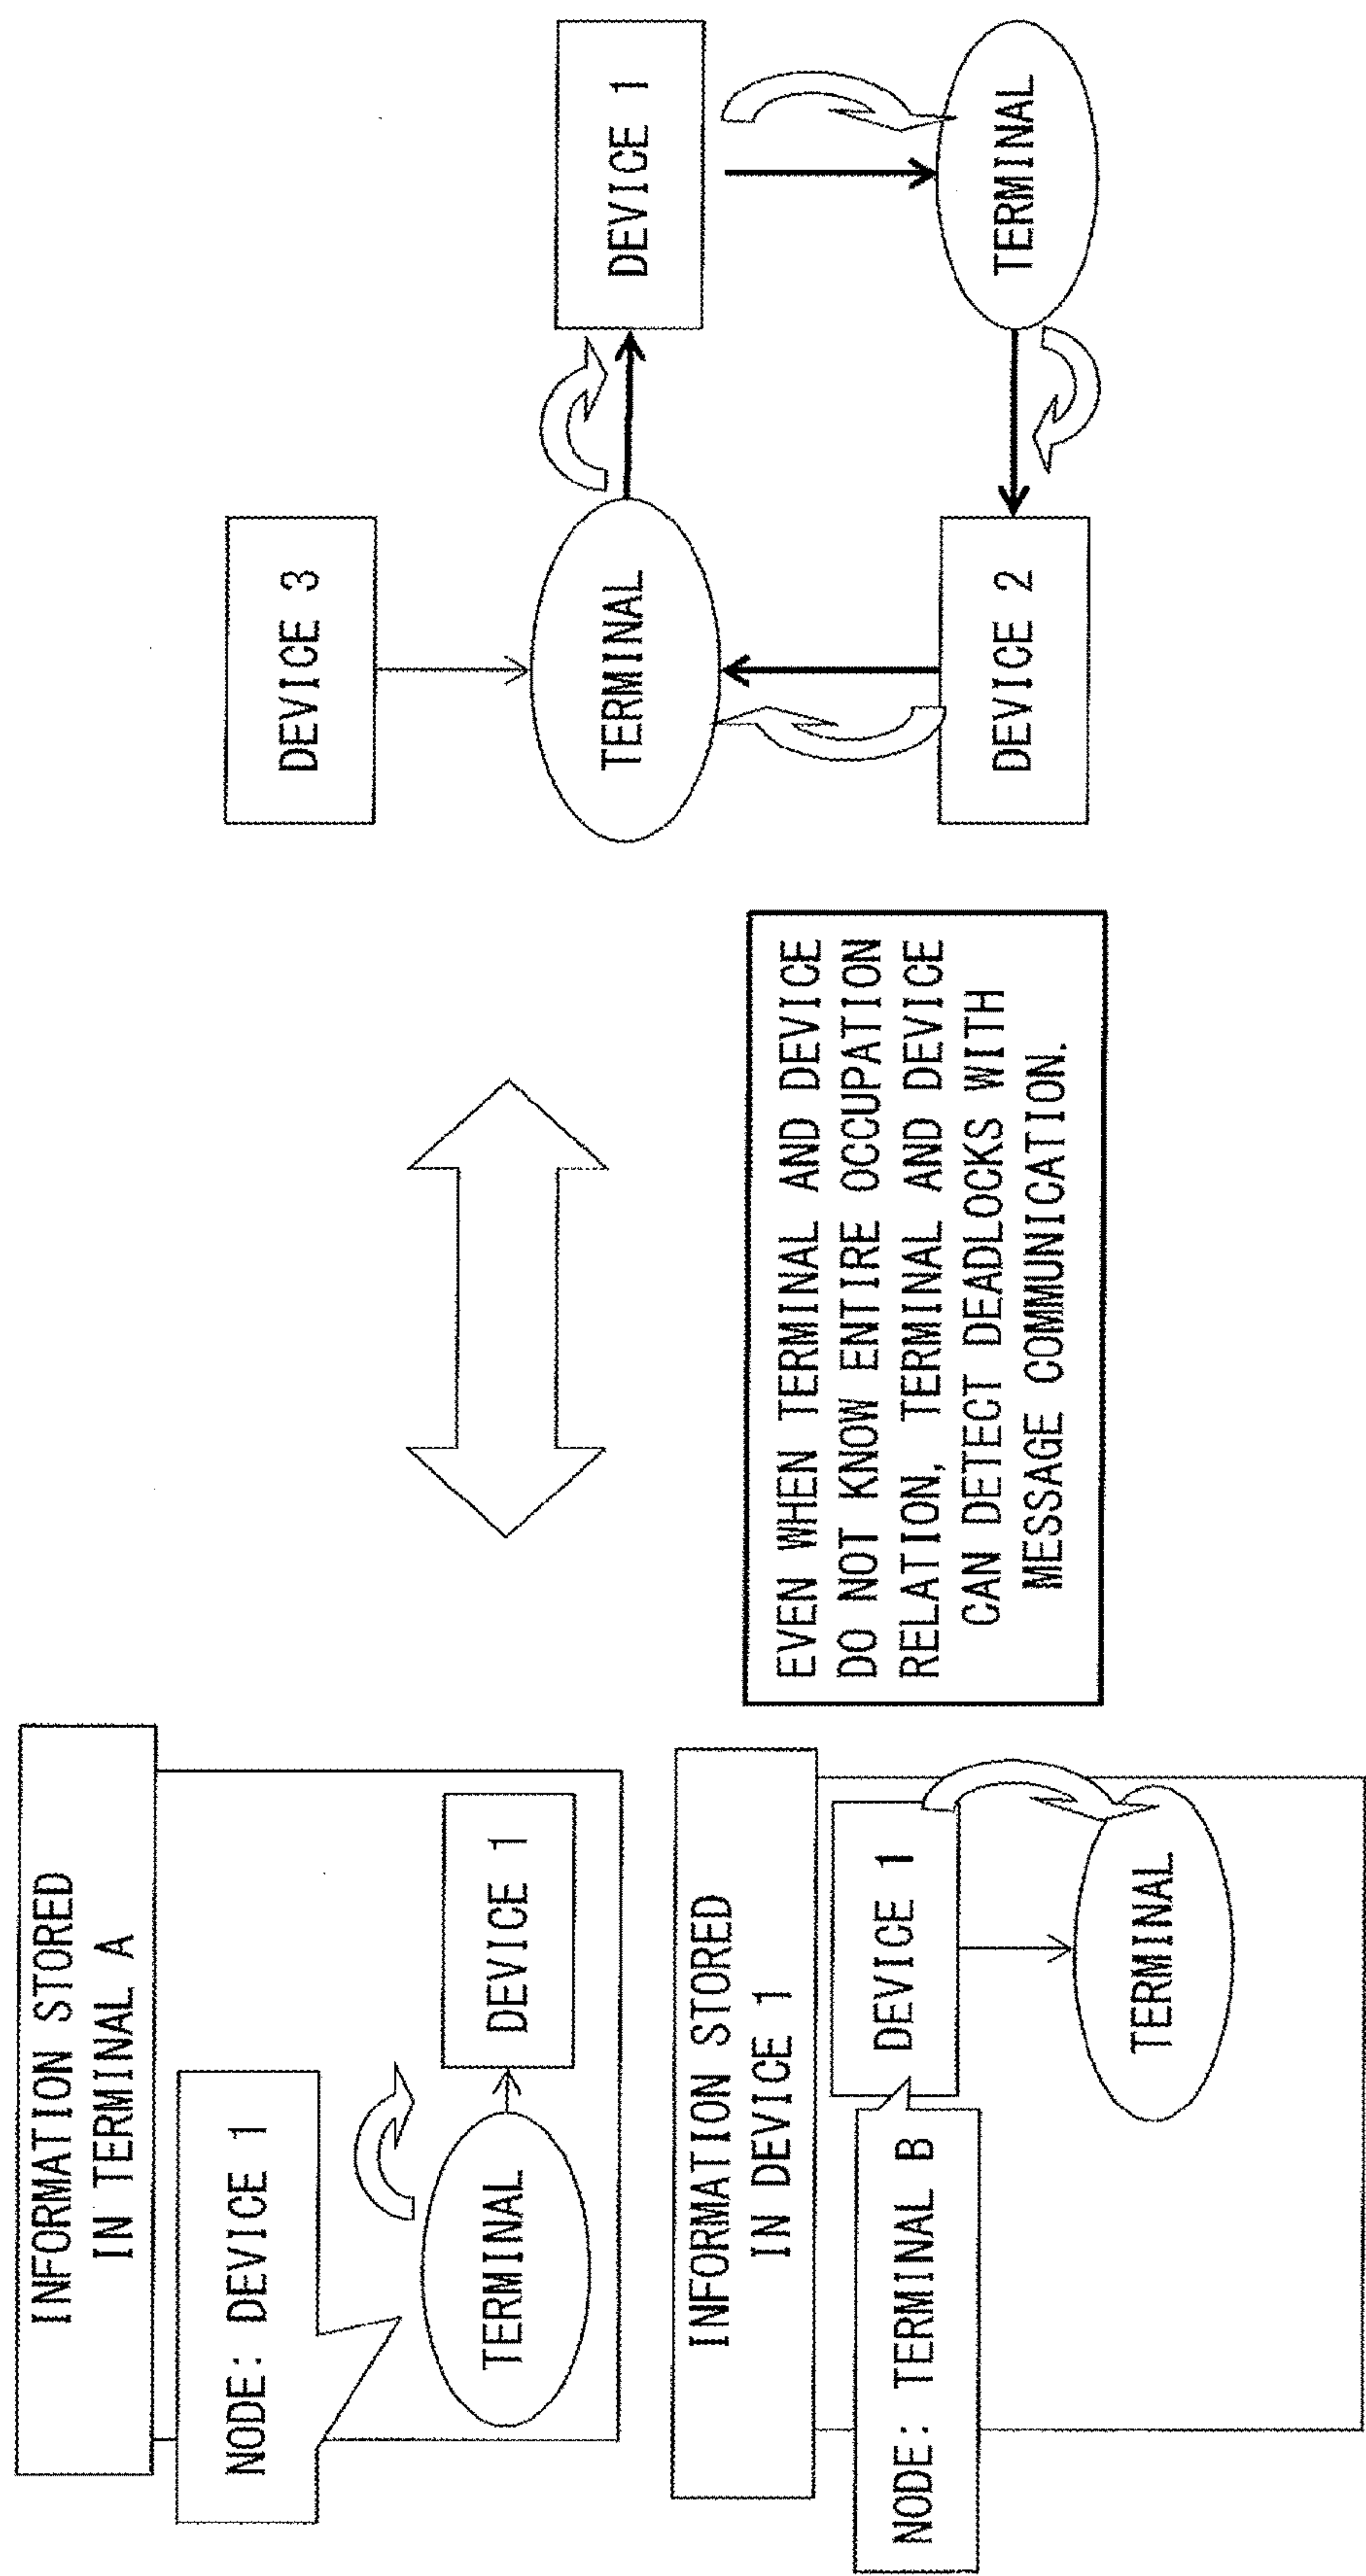 INFORMATION STORED
IN TERMINAL A
NODE: DEVICE 1
TERMINAL
DEVICE 1
INFORMATION STORED
IN DEVICE 1
NODE: TERMINAL B
DEVICE 1
TERMINAL
EVEN WHEN TERMINAL AND DEVICE
DO NOT KNOW ENTIRE OCCUPATION
RELATION, TERMINAL AND DEVICE
CAN DETECT DEADLOCKS WITH
MESSAGE COMMUNICATION.
DEVICE 3
TERMINAL
DEVICE 1
DEVICE 2
TERMINAL